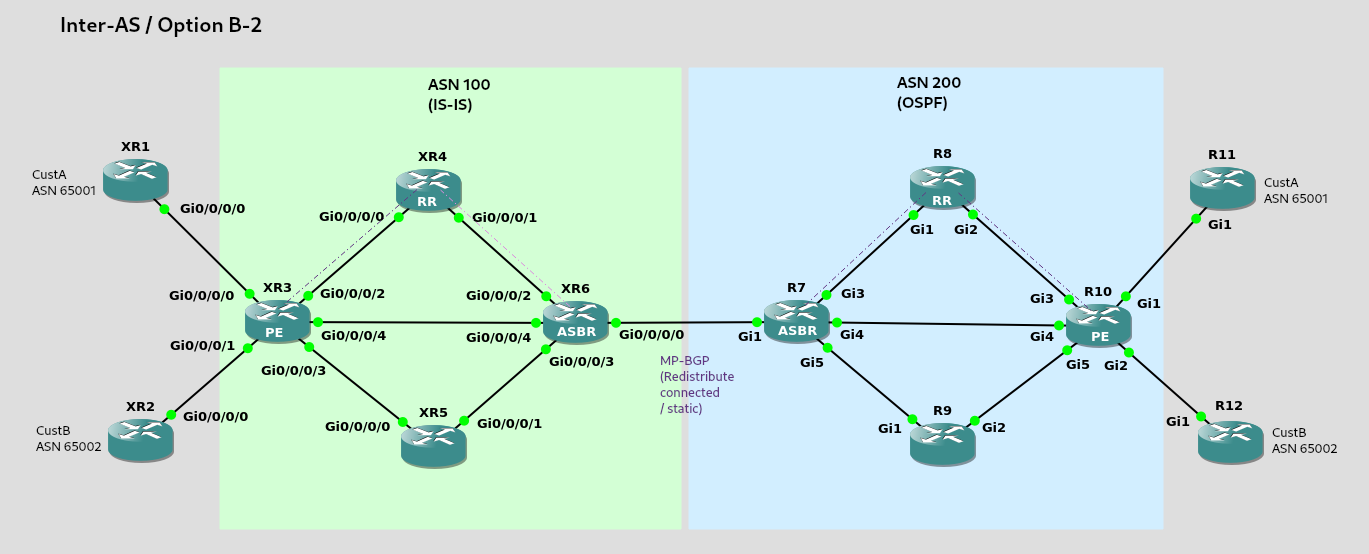 Inter-AS / Option B-2
ASN 100
(IS-IS)
ASN 200
(OSPF)
XR1
CustA
ASN 65001
Gi0/0/0/0
XR4
RR
Gi0/0/0/0
Gi0/0/0/1
R8
RR
Gi1
Gi2
R11
CustA
ASN 65001
Gi1
Gi0/0/0/0
XR3
PE
Gi0/0/0/2
Gi0/0/0/4
Gi0/0/0/1
Gi0/0/0/3
Gi0/0/0/2
XR6
ASBR
Gi0/0/0/4
Gi0/0/0/0
Gi0/0/0/3
MP-BGP
(Redistribute
connected
/ static)
R7
ASBR
Gi1
Gi3
Gi4
Gi5
Gi3
R10
PE
Gi1
Gi4
Gi5
Gi2
XR2
CustB
ASN 65002
Gi0/0/0/0
XR5
Gi0/0/0/0
Gi0/0/0/1
R9
Gi1
Gi2
R12
Gi1
CustB
ASN 65002